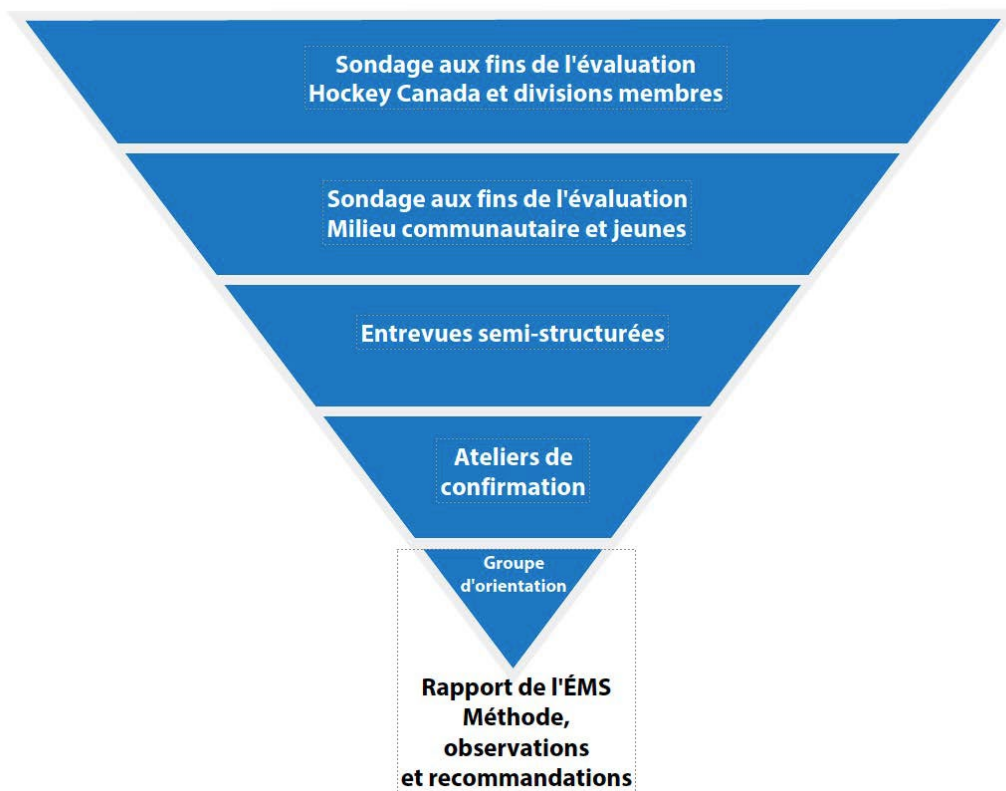 Sondage aux fins de l'évaluation
Hockey Canada et divisions membres
Sondage aux fins de l'évaluation
Milieu communautaire et jeunes
Entrevues semi-structurées
Ateliers de
confirmation
Groupe
d'orientation
Rapport de l'ÉMS
Méthode,
observations
et recommandations